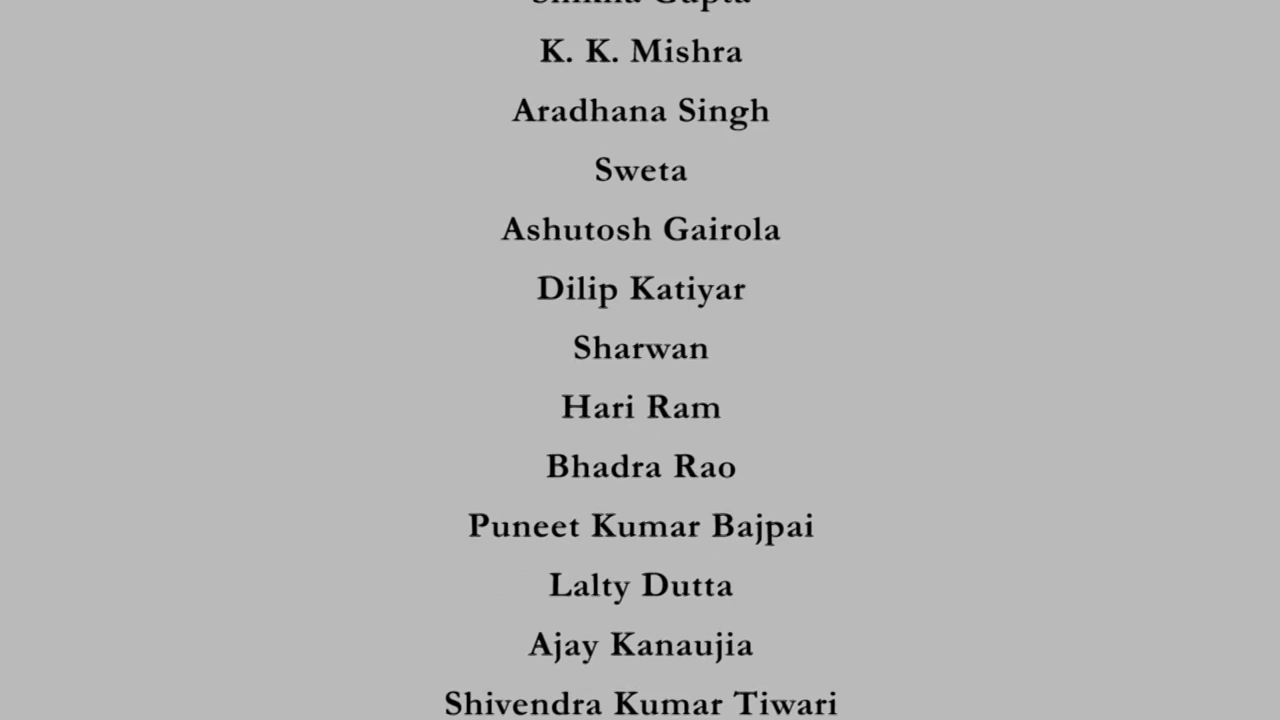 Gupta
K. K. Mishra
Aradhana Singh
Sweta
Ashutosh Gairola
Dilip Katiyar
Sharwan
Hari Ram
Bhadra Rao
Puneet Kumar Bajpai
Lalty Dutta
Ajay Kanaujia
Shivendra Kumar Tiwari